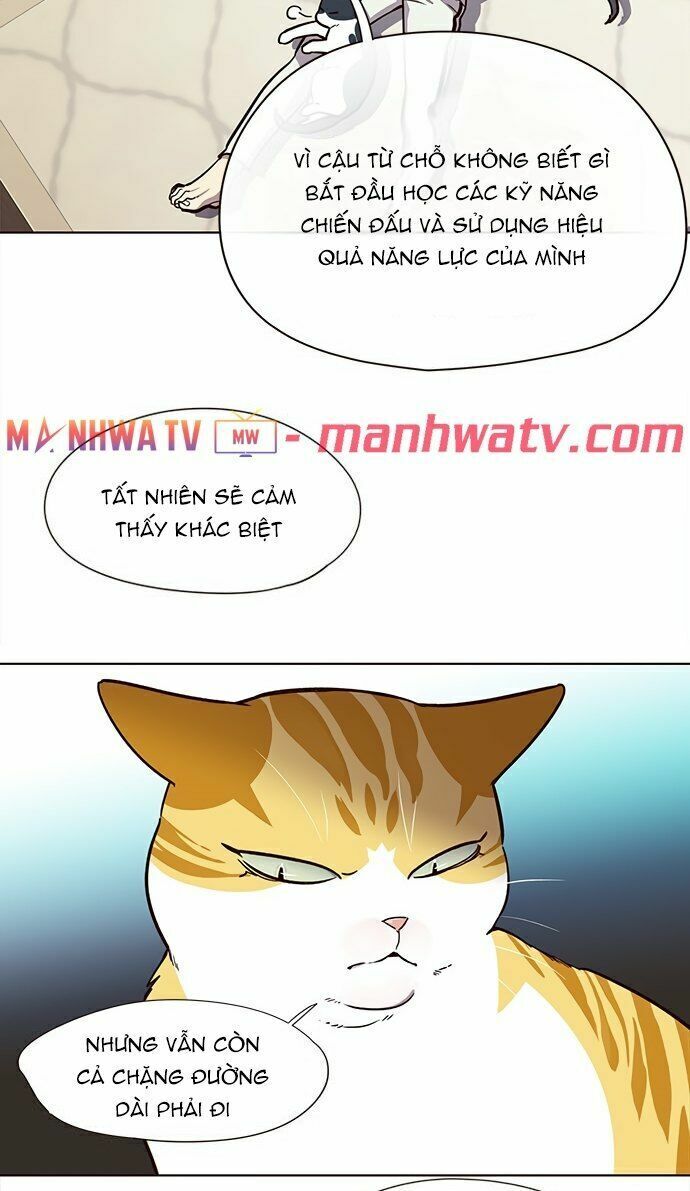 VÌ CẬU TỪ CHỖ KHÔNG BIẾT GÌ
BẮT ĐẦU HỌC CÁC KỸ NĂNG
CHIẾN ĐẤU VÀ SỬ DỤNG HIỆU
QUẢ NĂNG LỰC CỦA MÌNH
MANHWA TV MW - manhwatv.com
TẤT NHIÊN SẼ CẢM
THẤY KHÁC BIỆT
NHƯNG VẪN CÒN
CẢ CHẶNG ĐƯỜNG
DÀI PHẢI ĐI